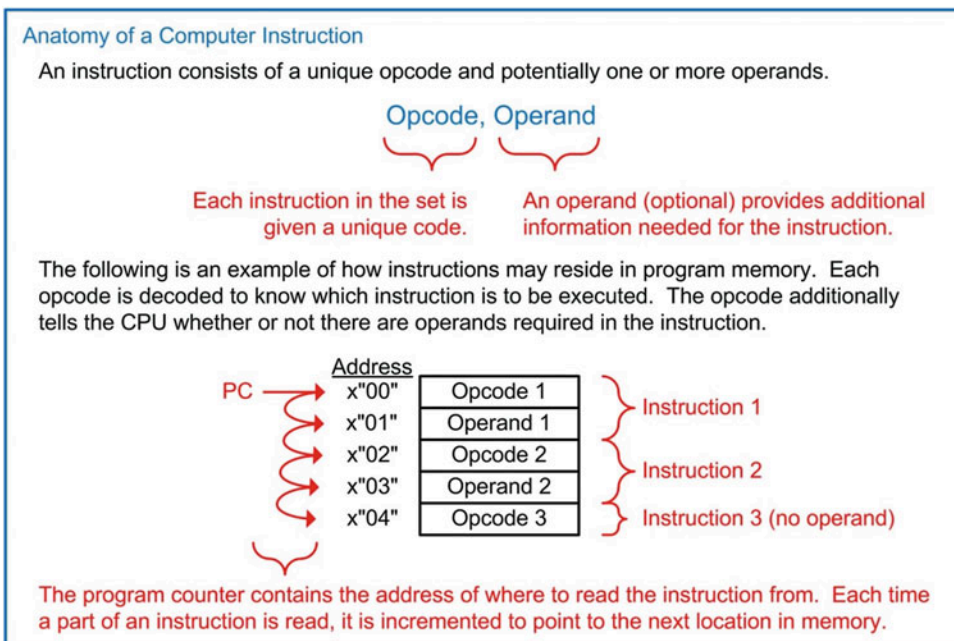 Anatomy of a Computer Instruction
An instruction consists of a unique opcode and potentially one or more operands.
Opcode, Operand
Each instruction in the set is
given a unique code.
An operand (optional) provides additional
information needed for the instruction.
The following is an example of how instructions may reside in program memory. Each
opcode is decoded to know which instruction is to be executed. The opcode additionally
tells the CPU whether or not there are operands required in the instruction.
Address
PC x"00" Opcode 1
x"01" Operand 1
Instruction 1
x"02" Opcode 2
x"03" Operand 2
Instruction 2
x"04" Opcode 3 Instruction 3 (no operand)
The program counter contains the address of where to read the instruction from. Each time
a part of an instruction is read, it is incremented to point to the next location in memory.